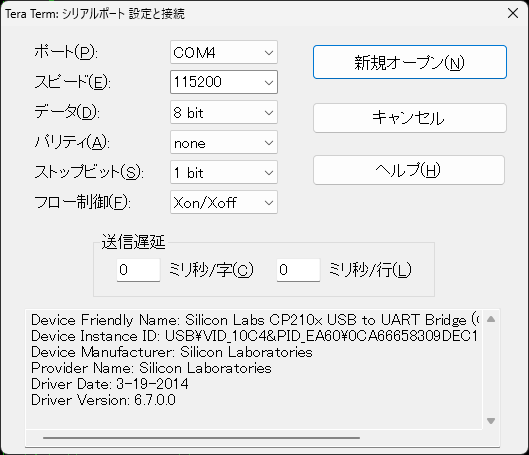 Tera Term: シリアルポート 設定と接続
ポート(P):
COM4
新規オープン(N)
スピード(E):
115200
データ(D):
8 bit
キャンセル
パリティ(A):
none
ストップビット(S):
1 bit
ヘルプ(H)
フロー制御(F):
Xon/Xoff
送信遅延
0 ミリ秒/字(C) 0 ミリ秒/行(L)
Device Friendly Name: Silicon Labs CP210x USB to UART Bridge (
Device Instance ID: USB¥VID_10C4&PID_EA60¥0CA66658309DEC1
Device Manufacturer: Silicon Laboratories
Provider Name: Silicon Laboratories
Driver Date: 3-19-2014
Driver Version: 6.7.0.0